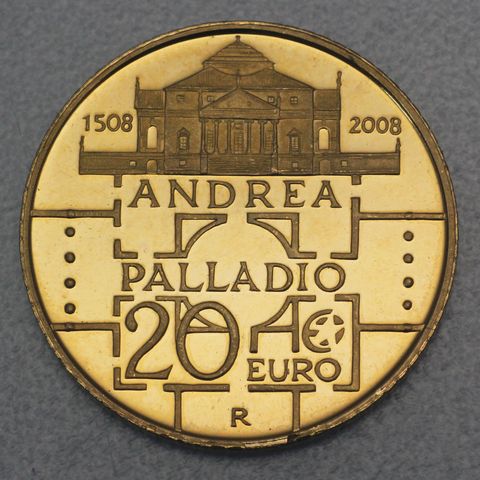 1508 2008
ANDREA
PALLADIO
20 €
EURO
R